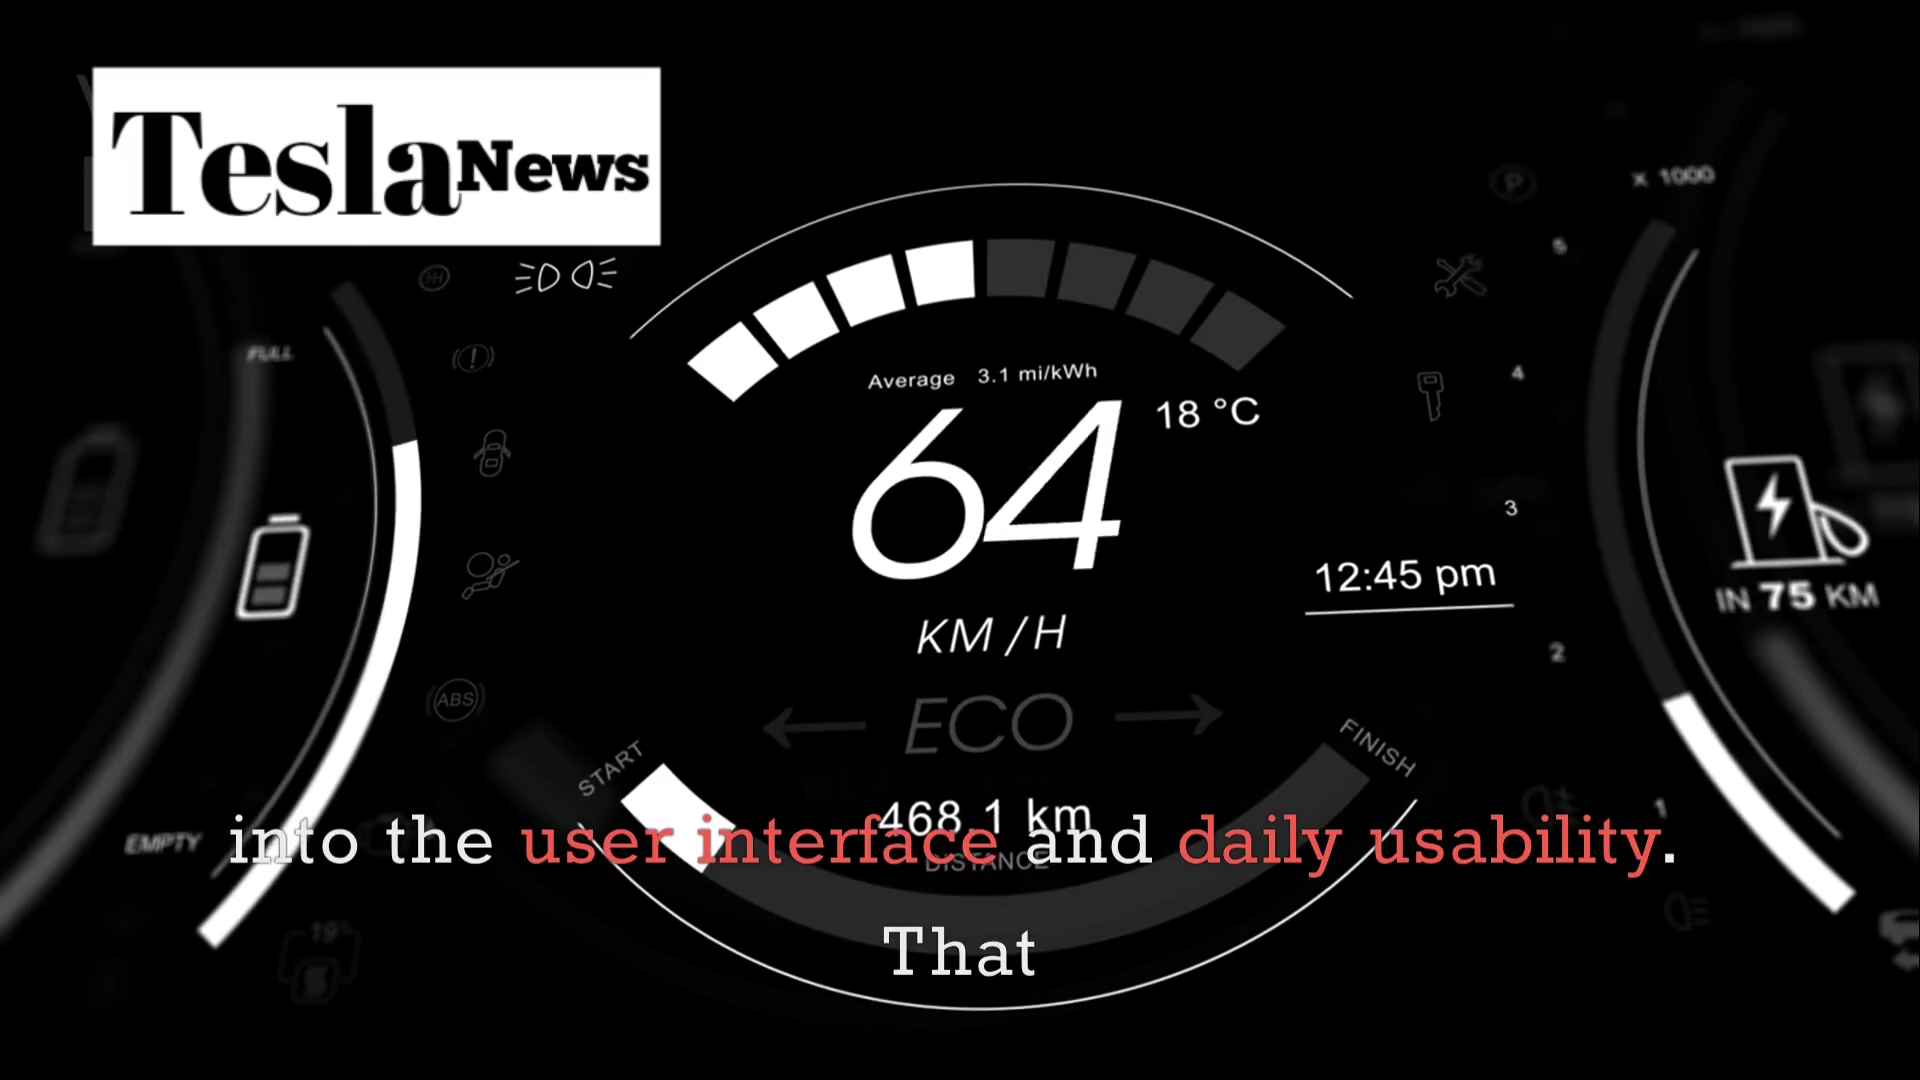 TeslaNews
x 1000
P
5
FULL
Average 3.1 mi/kWh
18 °C
4
64
3
12:45 pm
IN 75 KM
KM/H
2
ABS
ECO
START
FINISH
468.1 km
1
EMPTY
into the user interface and daily usability.
DISTANCE
19
That